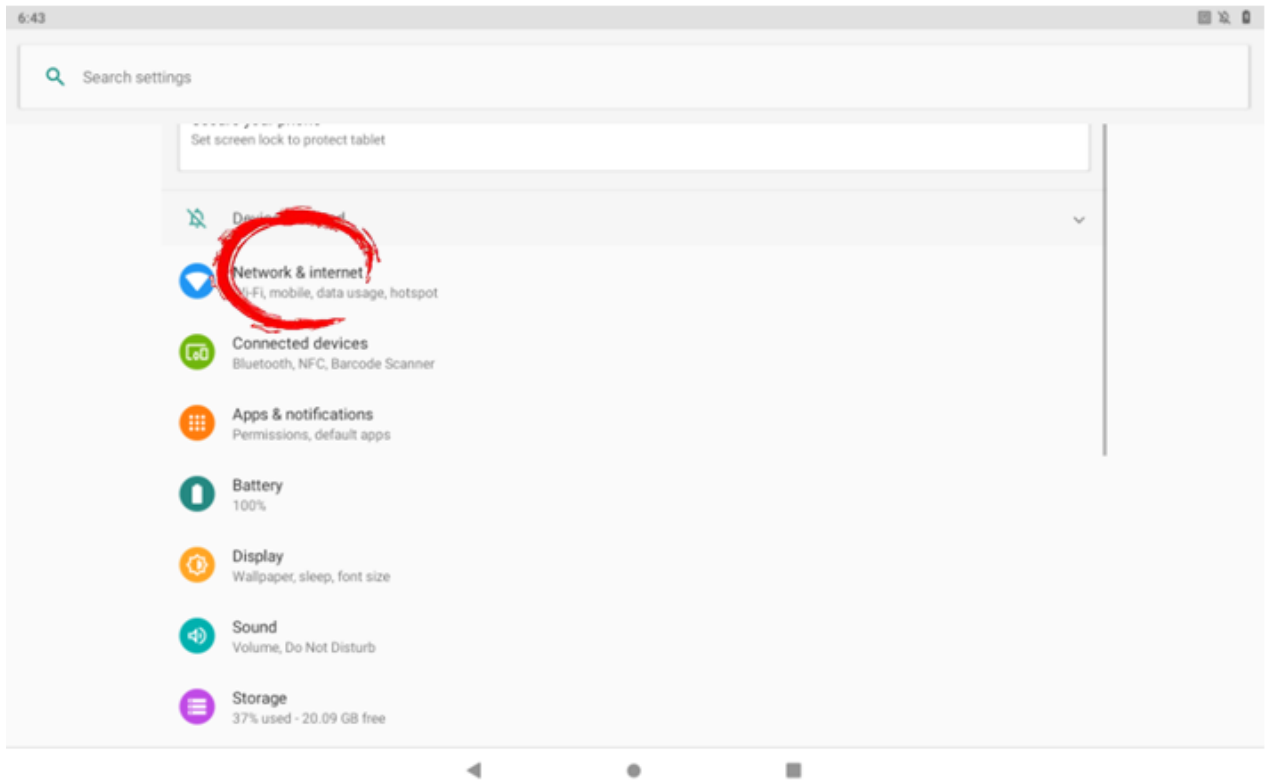 6:43
Search settings
Set screen lock to protect tablet
Network & internet
Wi-Fi, mobile, data usage, hotspot
Connected devices
Bluetooth, NFC, Barcode Scanner
Apps & notifications
Permissions, default apps
Battery
100%
Display
Wallpaper, sleep, font size
Sound
Volume, Do Not Disturb
Storage
37% used - 20.09 GB free